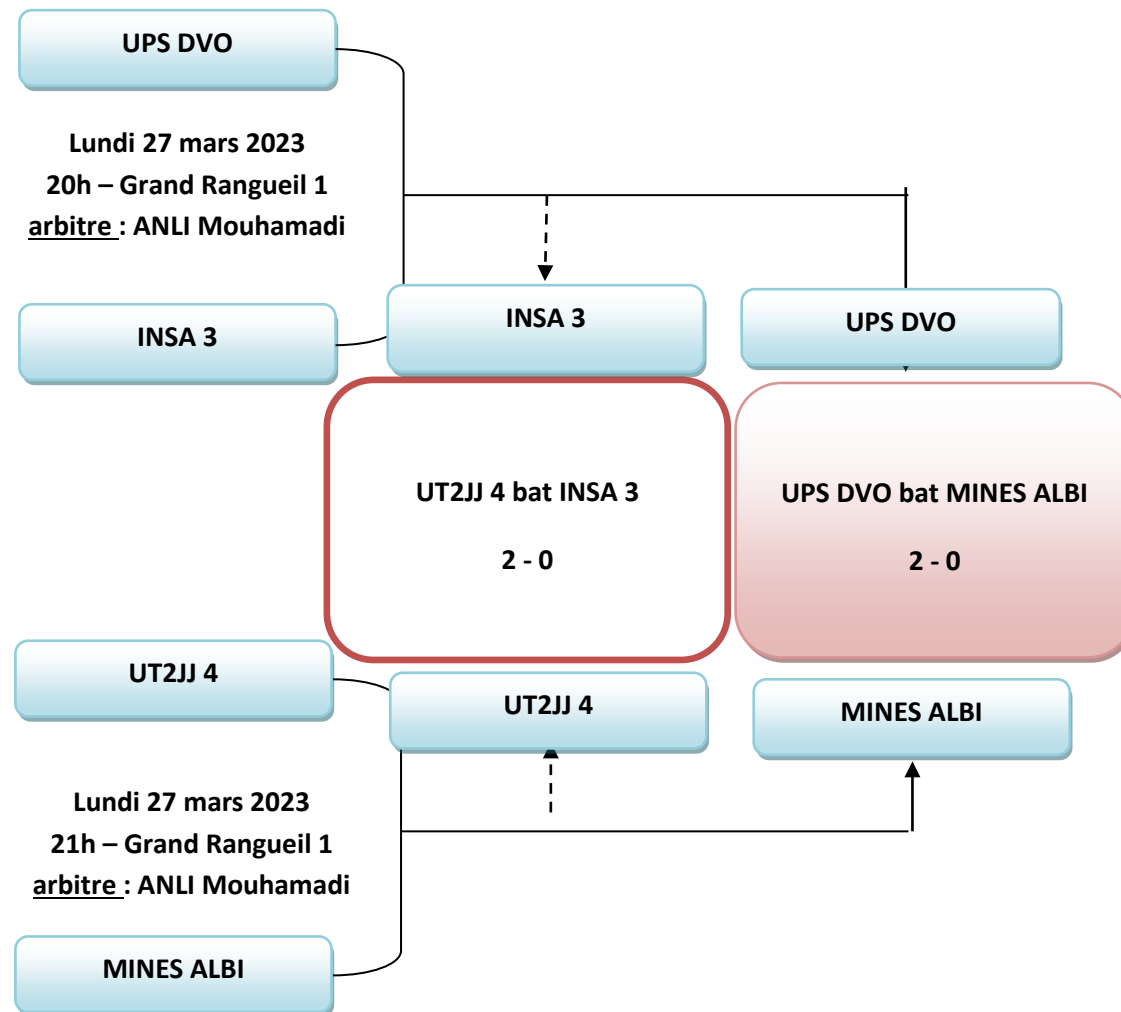 UPS DVO
Lundi 27 mars 2023
20h – Grand Rangueil 1
arbitre : ANLI Mouhamadi
INSA 3
INSA 3
UPS DVO
UT2JJ 4 bat INSA 3
2 - 0
UPS DVO bat MINES ALBI
2 - 0
UT2JJ 4
UT2JJ 4
MINES ALBI
Lundi 27 mars 2023
21h – Grand Rangueil 1
arbitre : ANLI Mouhamadi
MINES ALBI